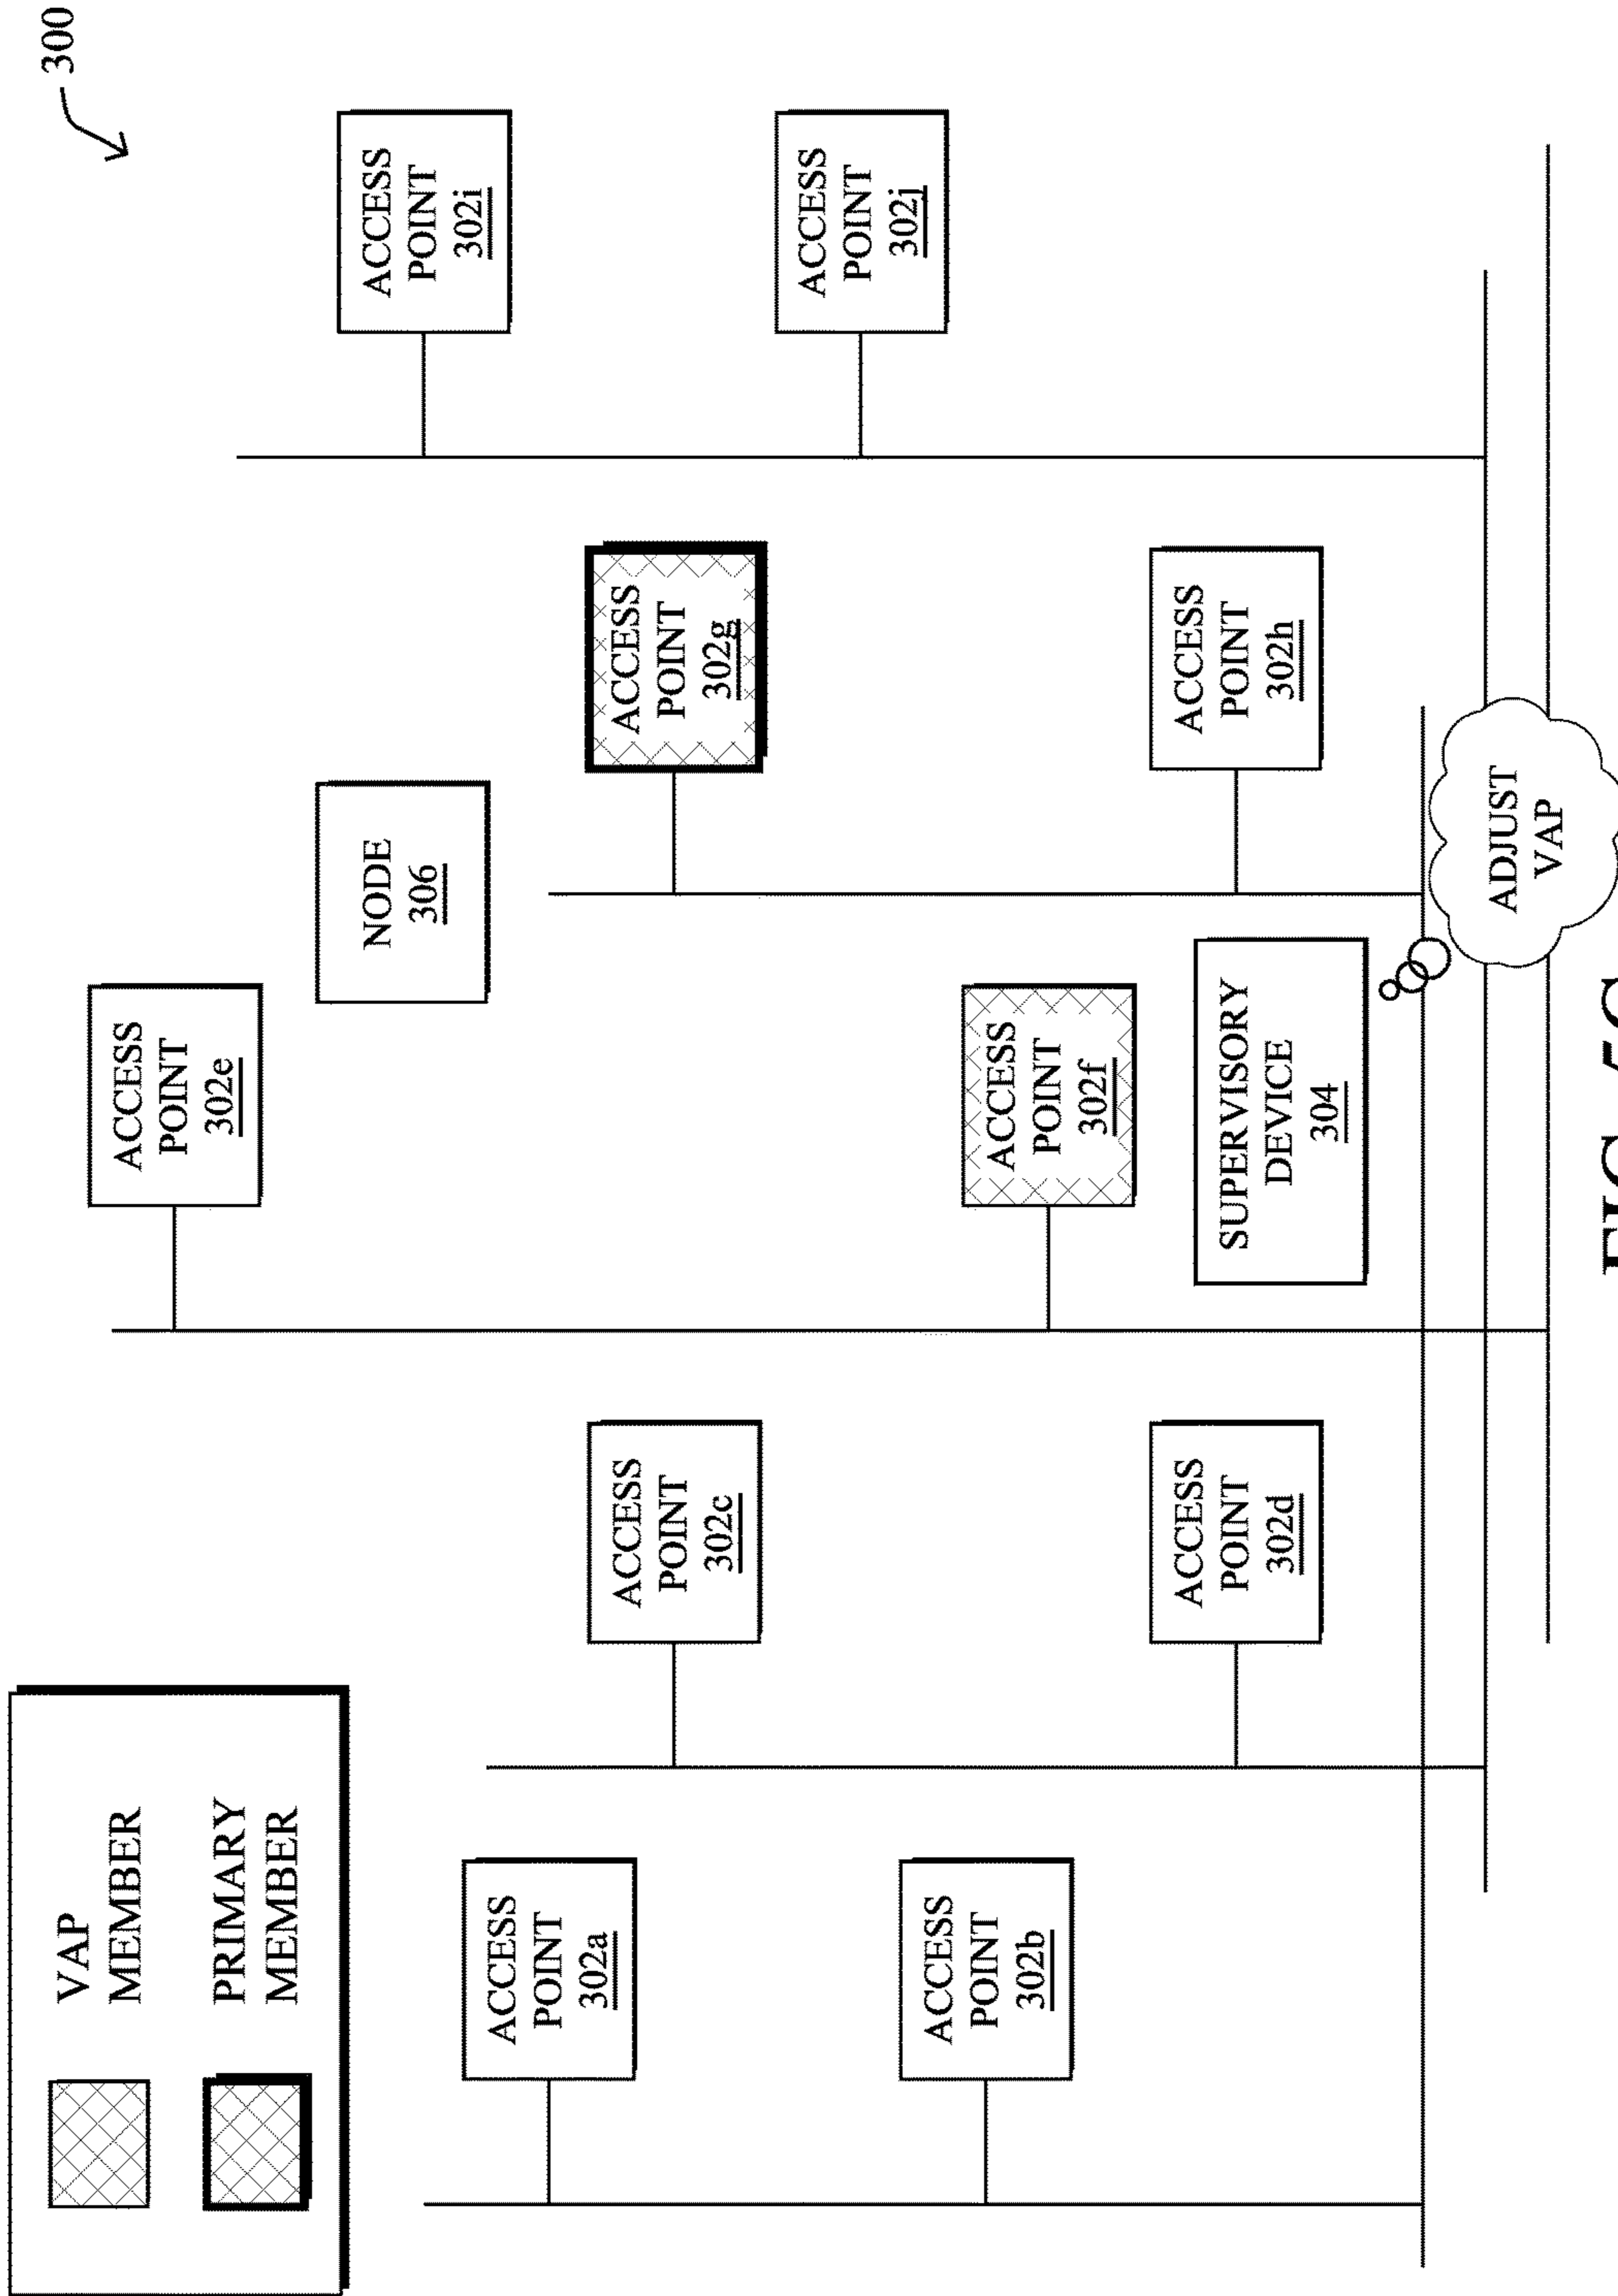 300
VAP
MEMBER
PRIMARY
MEMBER
ACCESS
POINT
302e
NODE
306
ACCESS
POINT
302i
ACCESS
POINT
302a
ACCESS
POINT
302c
ACCESS
POINT
302g
ACCESS
POINT
302j
ACCESS
POINT
302b
ACCESS
POINT
302f
ACCESS
POINT
302d
SUPERVISORY
DEVICE
304
ACCESS
POINT
302h
ADJUST
VAP